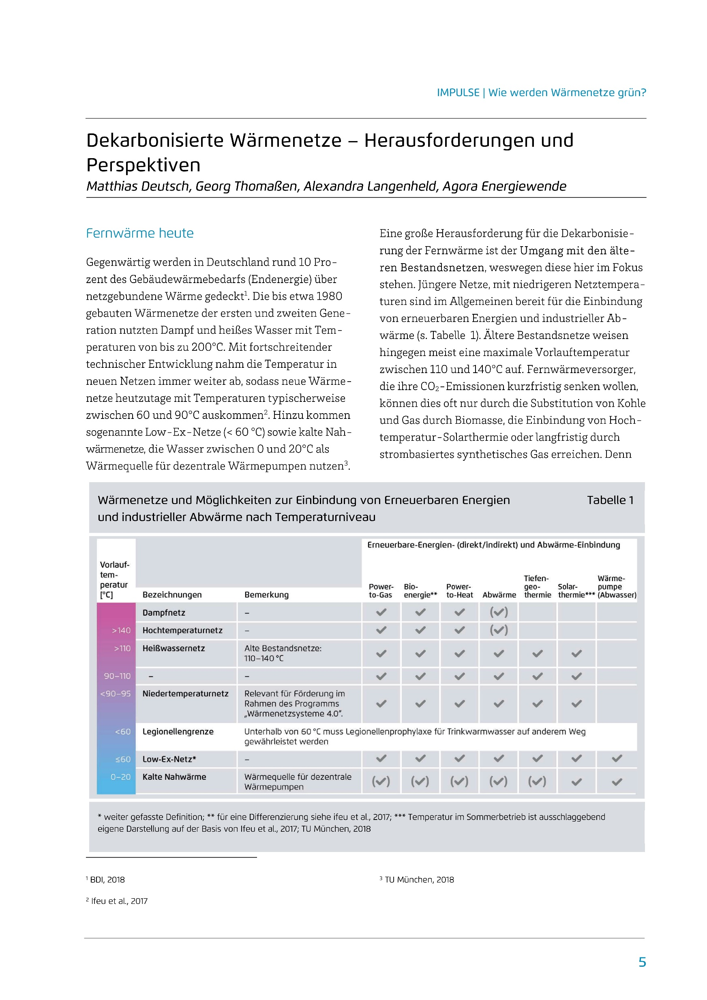 IMPULSE | Wie werden Wärmenetze grün?
Dekarbonisierte Wärmenetze – Herausforderungen und
Perspektiven
Matthias Deutsch, Georg Thomaßen, Alexandra Langenheld, Agora Energiewende
Fernwärme heute
Gegenwärtig werden in Deutschland rund 10 Pro-
zent des Gebäudewärmebedarfs (Endenergie) über
netzgebundene Wärme gedeckt¹. Die bis etwa 1980
gebauten Wärmenetze der ersten und zweiten Gene-
ration nutzten Dampf und heißes Wasser mit Tem-
peraturen von bis zu 200°C. Mit fortschreitender
technischer Entwicklung nahm die Temperatur in
neuen Netzen immer weiter ab, sodass neue Wärme-
netze heutzutage mit Temperaturen typischerweise
zwischen 60 und 90°C auskommen². Hinzu kommen
sogenannte Low-Ex-Netze (< 60 °C) sowie kalte Nah-
wärmenetze, die Wasser zwischen 0 und 20°C als
Wärmequelle für dezentrale Wärmepumpen nutzen³.
Eine große Herausforderung für die Dekarbonisie-
rung der Fernwärme ist der Umgang mit den älte-
ren Bestandsnetzen, weswegen diese hier im Fokus
stehen. Jüngere Netze, mit niedrigeren Netztempera-
turen sind im Allgemeinen bereit für die Einbindung
von erneuerbaren Energien und industrieller Ab-
wärme (s. Tabelle 1). Ältere Bestandsnetze weisen
hingegen meist eine maximale Vorlauftemperatur
zwischen 110 und 140°C auf. Fernwärmeversorger,
die ihre CO₂-Emissionen kurzfristig senken wollen,
können dies oft nur durch die Substitution von Kohle
und Gas durch Biomasse, die Einbindung von Hoch-
temperatur-Solarthermie oder langfristig durch
strombasiertes synthetisches Gas erreichen. Denn
Wärmenetze und Möglichkeiten zur Einbindung von Erneuerbaren Energien Tabelle 1
und industrieller Abwärme nach Temperaturniveau
Erneuerbare-Energien- (direkt/indirekt) und Abwärme-Einbindung
Vorlauf-
tem-
peratur
[°C] Bezeichnungen Bemerkung
Power-
to-Gas
Bio-
energie**
Power-
to-Heat
Abwärme
Tiefen-
geo-
thermie
Solar-
thermie***
Wärme-
pumpe
(Abwasser)
Dampfnetz – ✓ ✓ ✓ (✓)
>140 Hochtemperaturnetz – ✓ ✓ ✓ (✓)
>110 Heißwassernetz Alte Bestandsnetze:
110–140 °C ✓ ✓ ✓ ✓ ✓ ✓
90–110 – – ✓ ✓ ✓ ✓ ✓ ✓
<90–95 Niedertemperaturnetz Relevant für Förderung im
Rahmen des Programms ✓ ✓ ✓ ✓ ✓ ✓
„Wärmenetzsysteme 4.0".
<60 Legionellengrenze Unterhalb von 60 °C muss Legionellenprophylaxe für Trinkwarmwasser auf anderem Weg
gewährleistet werden
≤60 Low-Ex-Netz* – ✓ ✓ ✓ ✓ ✓ ✓ ✓
0–20 Kalte Nahwärme Wärmequelle für dezentrale
Wärmepumpen (✓) (✓) (✓) (✓) (✓) ✓ ✓
* weiter gefasste Definition; ** für eine Differenzierung siehe ifeu et al., 2017; *** Temperatur im Sommerbetrieb ist ausschlaggebend
eigene Darstellung auf der Basis von Ifeu et al., 2017; TU München, 2018
¹ BDI, 2018
² Ifeu et al., 2017
³ TU München, 2018
5